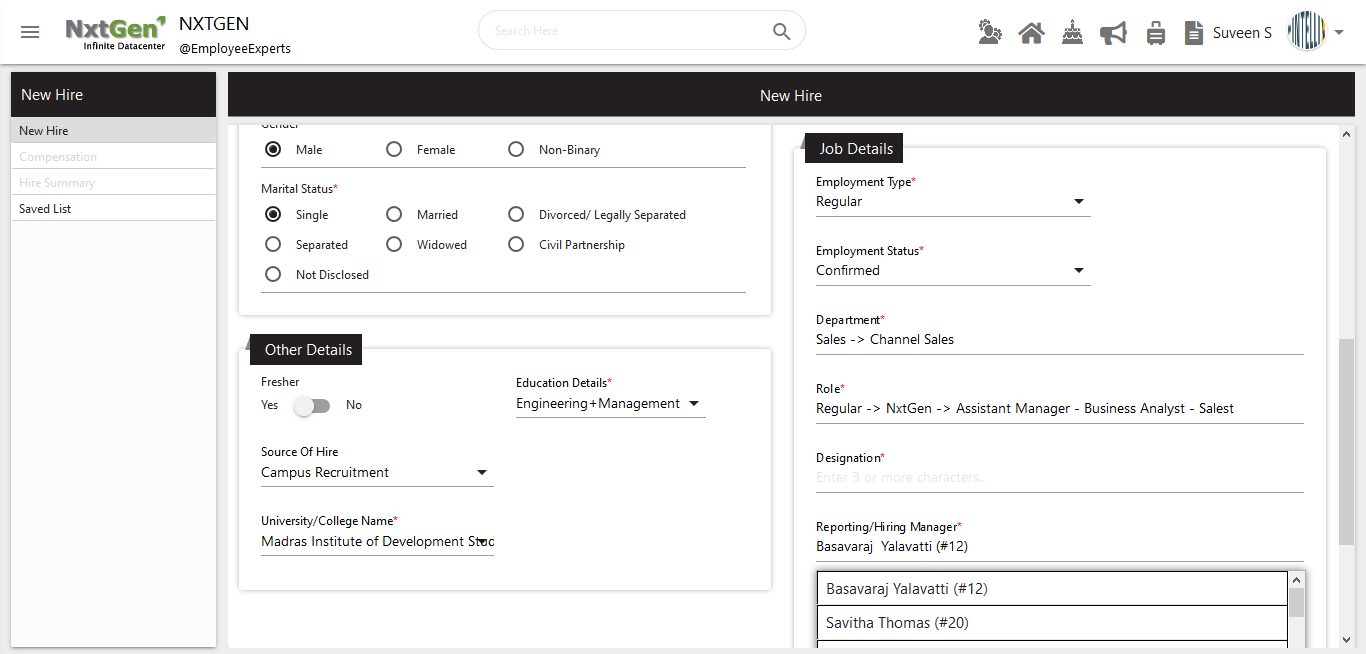 NxtGen
Infinite Datacenter
NXTGEN
@EmployeeExperts
Search Here
Suveen S
INTELI
New Hire
New Hire
Compensation
Hire Summary
Saved List
New Hire
Gender
Male
Female
Non-Binary
Marital Status*
Single
Married
Divorced/ Legally Separated
Separated
Widowed
Civil Partnership
Not Disclosed
Other Details
Fresher
Yes
No
Education Details*
Engineering+Management
Source Of Hire
Campus Recruitment
University/College Name*
Madras Institute of Development Stud
Job Details
Employment Type*
Regular
Employment Status*
Confirmed
Department*
Sales -> Channel Sales
Role*
Regular -> NxtGen -> Assistant Manager - Business Analyst - Salest
Designation*
Enter 3 or more characters..
Reporting/Hiring Manager*
Basavaraj  Yalavatti (#12)
Basavaraj Yalavatti (#12)
Savitha Thomas (#20)